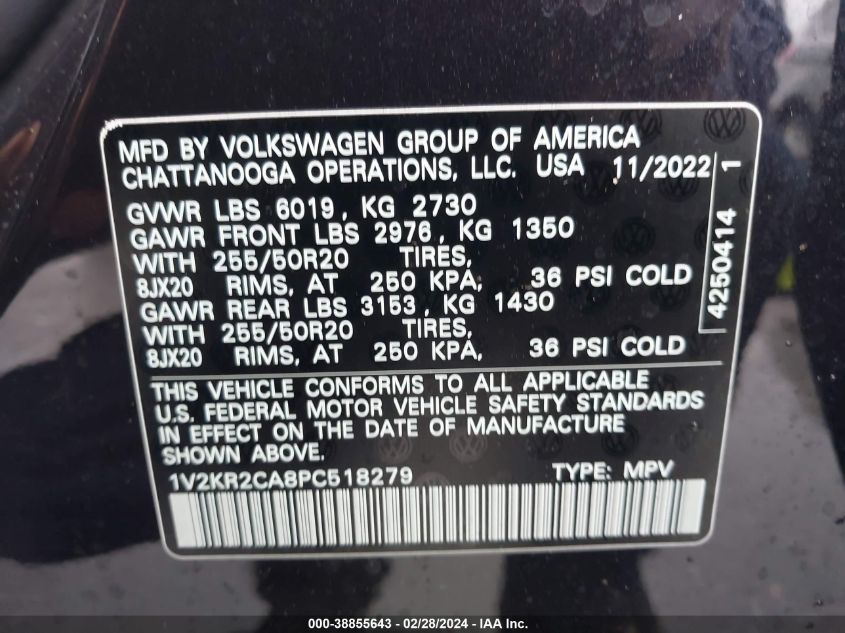 MFD BY VOLKSWAGEN GROUP OF AMERICA
CHATTANOOGA OPERATIONS, LLC. USA 11/2022
GVWR LBS 6019, KG 2730
GAWR FRONT LBS 2976, KG 1350
WITH 255/50R20 TIRES,
8JX20 RIMS, AT 250 KPA, 36 PSI COLD
GAWR REAR LBS 3153, KG 1430
WITH 255/50R20 TIRES,
8JX20 RIMS, AT 250 KPA, 36 PSI COLD
4250414 1
THIS VEHICLE CONFORMS TO ALL APPLICABLE
U.S. FEDERAL MOTOR VEHICLE SAFETY STANDARDS
IN EFFECT ON THE DATE OF MANUFACTURE
SHOWN ABOVE.
1V2KR2CA8PC518279 TYPE: MPV
000-38855643 - 02/28/2024 - IAA, Inc.